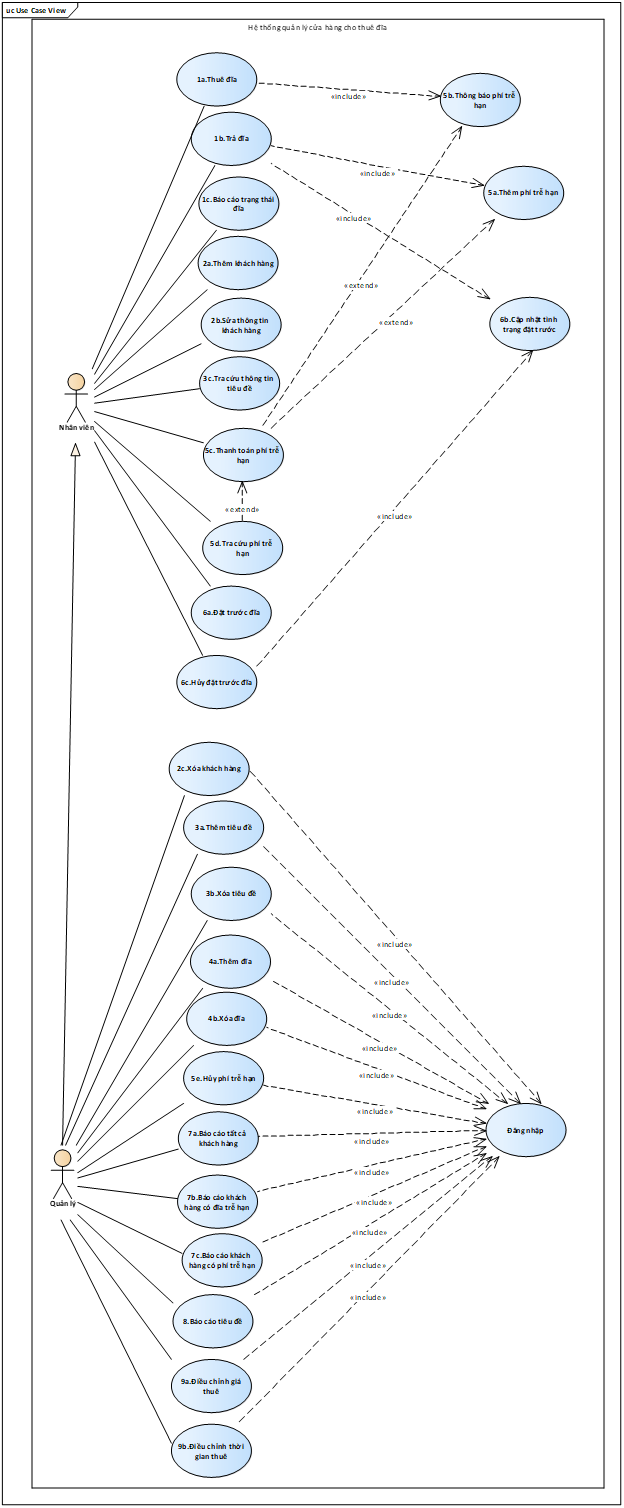 uc Use Case View
Hệ thống quản lý cửa hàng cho thuê đĩa
1a.Thuê đĩa
«include»
5b.Thông báo phí trễ
hạn
1b.Trả đĩa
«include»
5a.Thêm phí trễ hạn
1c.Báo cáo trạng thái
đĩa
«include»
2a.Thêm khách hàng
«extend»
2b.Sửa thông tin
khách hàng
«extend»
6b.Cập nhật tình
trạng đặt trước
3c.Tra cứu thông tin
tiêu đề
Nhân viên
5c.Thanh toán phí trễ
hạn
«extend»
«include»
5d.Tra cứu phí trễ
hạn
6a.Đặt trước đĩa
6c.Hủy đặt trước đĩa
2c.Xóa khách hàng
3a.Thêm tiêu đề
3b.Xóa tiêu đề
«include»
4a.Thêm đĩa
«include»
4b.Xóa đĩa
«include»
«include»
5e.Hủy phí trễ hạn
«include»
«include»
7a.Báo cáo tất cả
khách hàng
Đăng nhập
«include»
«include»
Quản lý
7b.Báo cáo khách
hàng có đĩa trễ hạn
«include»
«include»
7c.Báo cáo khách
hàng có phí trễ hạn
«include»
«include»
8.Báo cáo tiêu đề
9a.Điều chỉnh giá
thuê
9b.Điều chỉnh thời
gian thuê